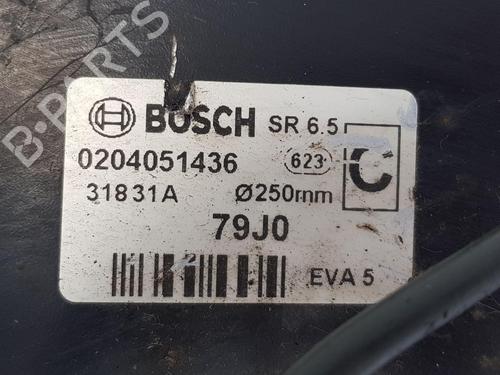 B-PARTS
BOSCH SR 6.5
0204051436 623 C
31831A Ø250mm
79J0
EVA 5